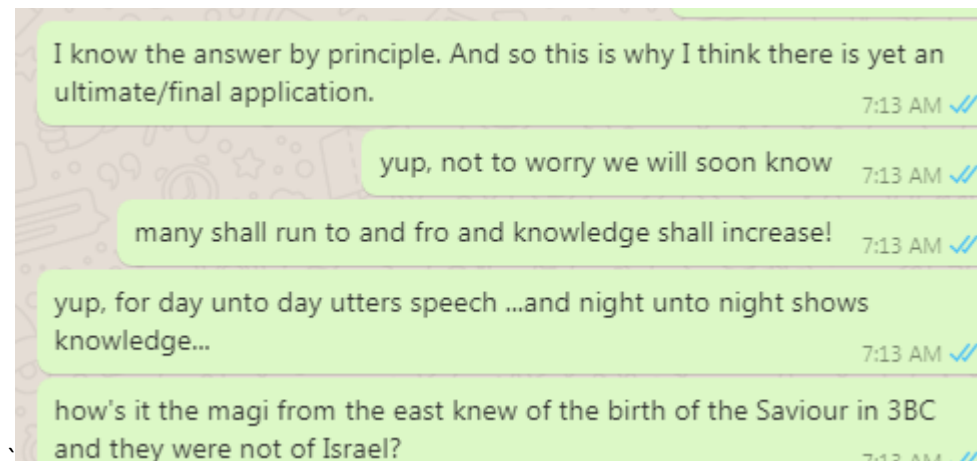 I know the answer by principle. And so this is why I think there is yet an
ultimate/final application.
7:13 AM
yup, not to worry we will soon know
7:13 AM
many shall run to and fro and knowledge shall increase!
7:13 AM
yup, for day unto day utters speech ...and night unto night shows
knowledge...
7:13 AM
how's it the magi from the east knew of the birth of the Saviour in 3BC
and they were not of Israel?
7:13 AM